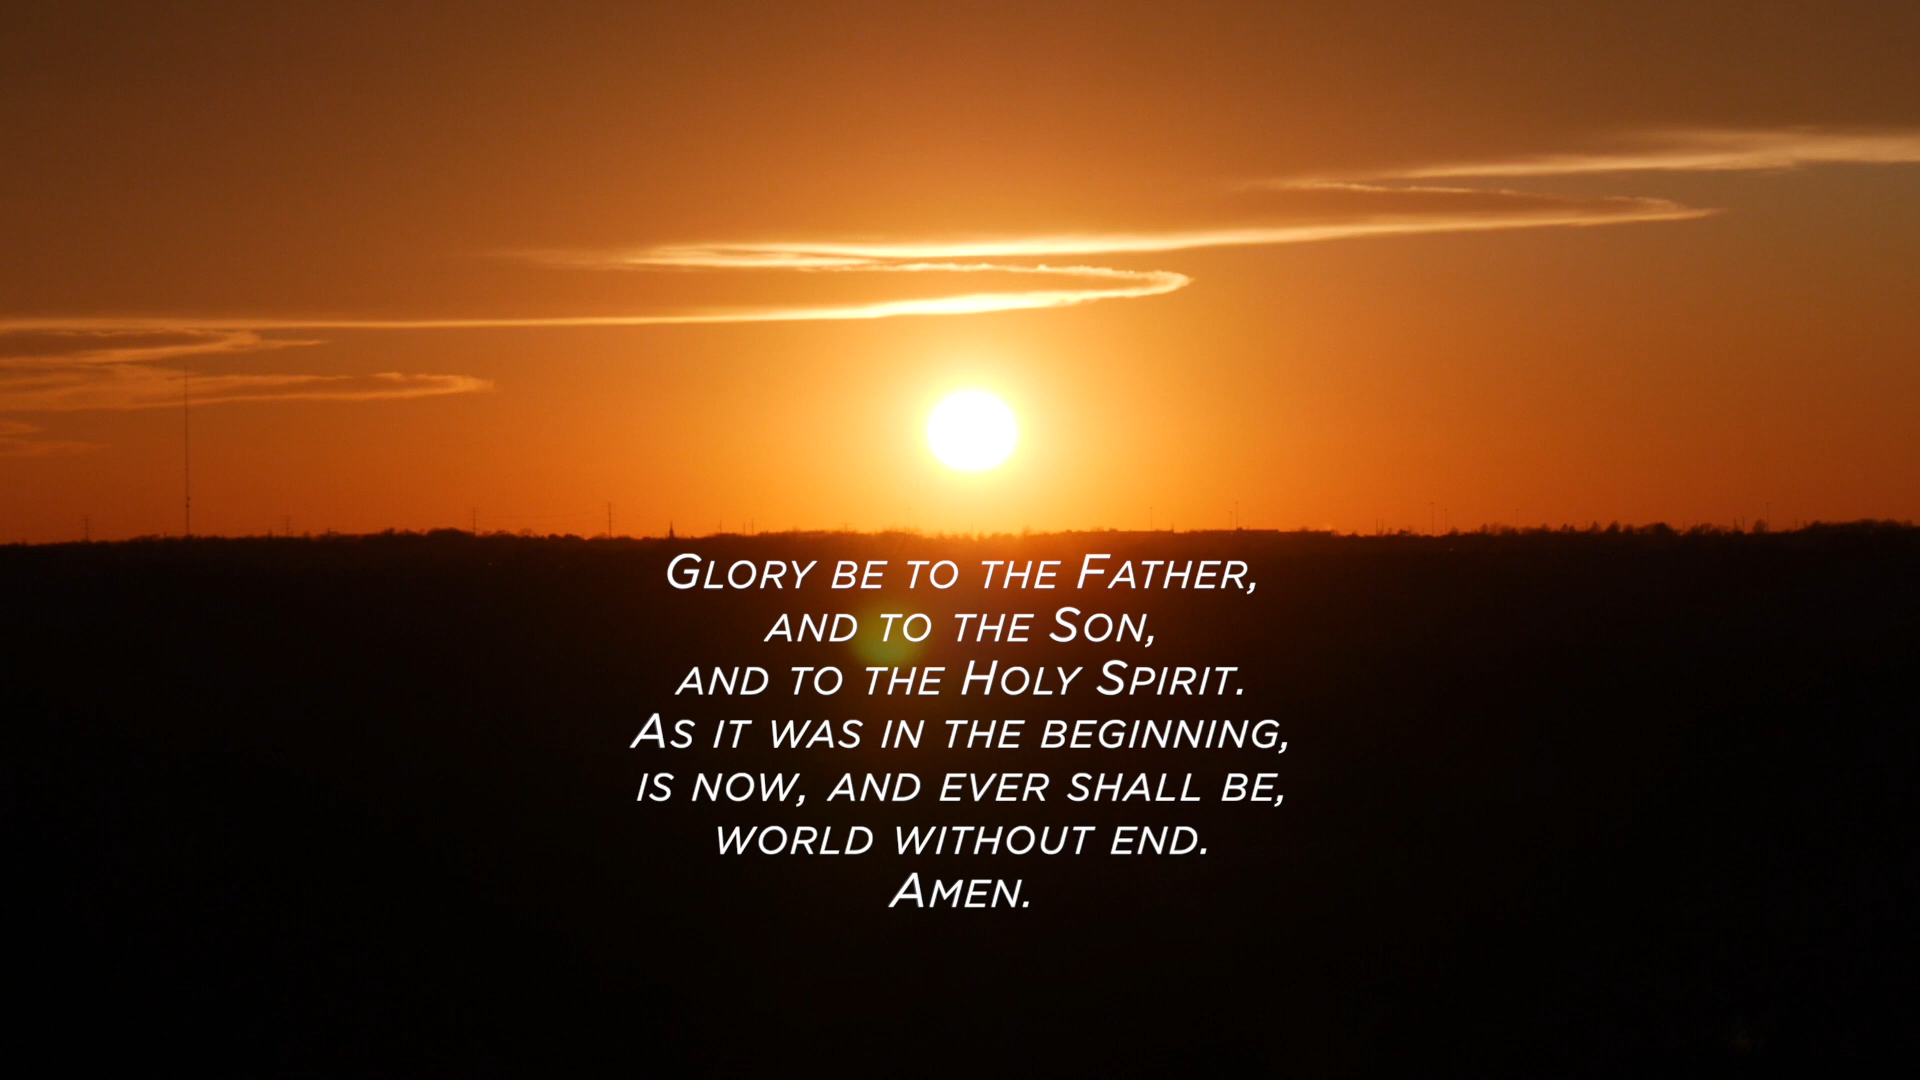 Glory be to the Father,
and to the Son,
and to the Holy Spirit.
As it was in the beginning,
is now, and ever shall be,
world without end.
Amen.